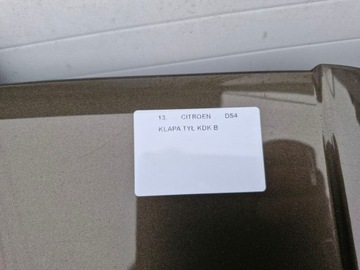 13. CITROEN DS4
KLAPA TYŁ KDK B